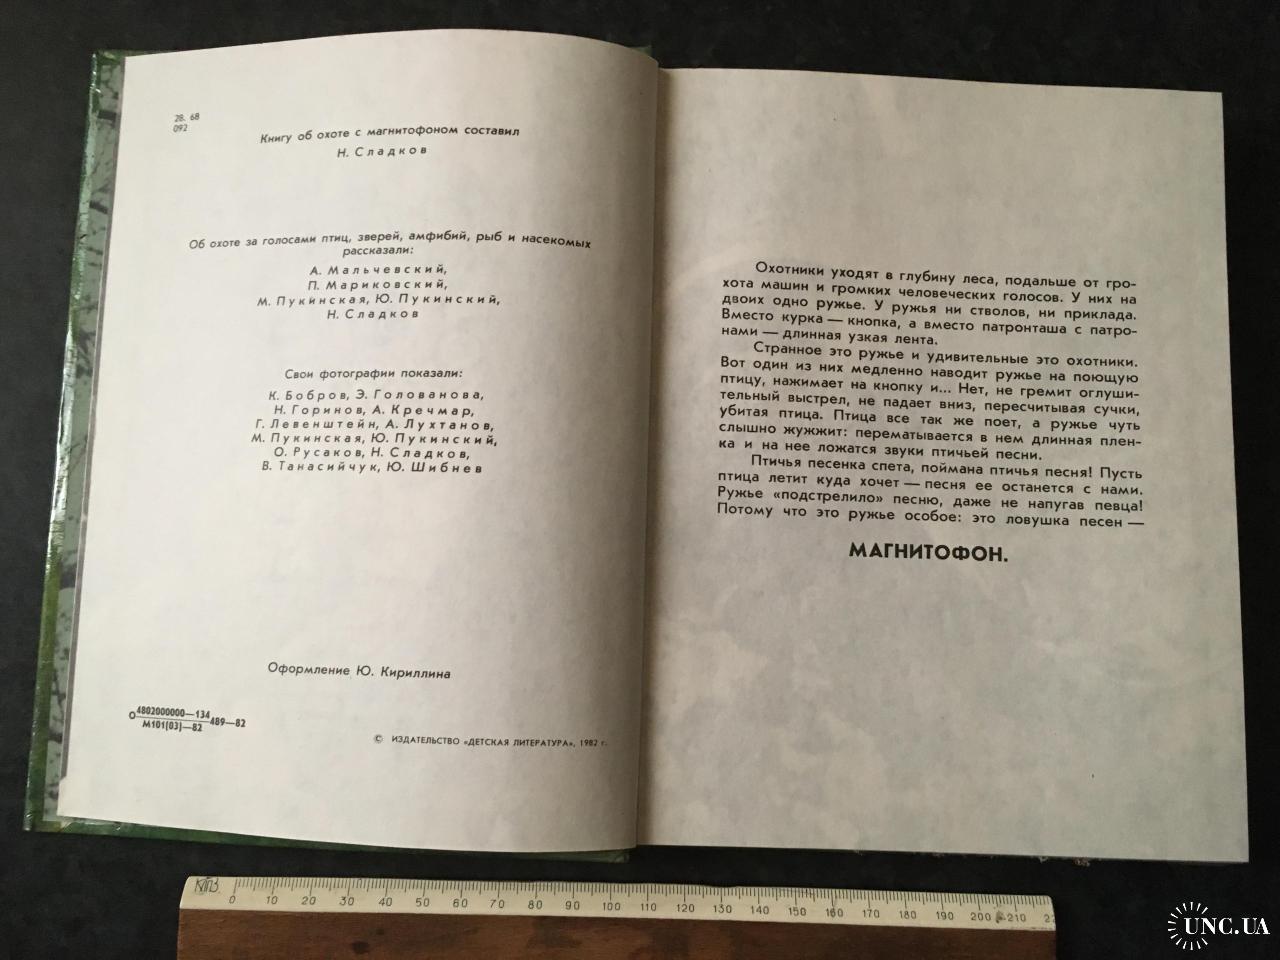 28. 68
092
Книгу об охоте с магнитофоном составил
Н. Сладков
Об охоте за голосами птиц, зверей, амфибий, рыб и насекомых
рассказали:
А. Мальчевский,
П. Мариковский,
М. Пукинская, Ю. Пукинский,
Н. Сладков
Свои фотографии показали:
К. Бобров, Э. Голованова,
Н. Горинов, А. Кречмар,
Г. Левенштейн, А. Лухтанов,
М. Пукинская, Ю. Пукинский,
О. Русаков, Н. Сладков,
В. Танасийчук, Ю. Шибнев
Оформление Ю. Кириллина
О 4802000000—134
М101(03)—82 489—82
© ИЗДАТЕЛЬСТВО «ДЕТСКАЯ ЛИТЕРАТУРА», 1982 г.
Охотники уходят в глубину леса, подальше от гро-
хота машин и громких человеческих голосов. У них на
двоих одно ружье. У ружья ни стволов, ни приклада.
Вместо курка — кнопка, а вместо патронташа с патро-
нами — длинная узкая лента.
Странное это ружье и удивительные это охотники.
Вот один из них медленно наводит ружье на поющую
птицу, нажимает на кнопку и... Нет, не гремит оглуши-
тельный выстрел, не падает вниз, пересчитывая сучки,
убитая птица. Птица все так же поет, а ружье чуть
слышно жужжит: перематывается в нем длинная плен-
ка и на нее ложатся звуки птичьей песни.
Птичья песенка спета, поймана птичья песня! Пусть
птица летит куда хочет — песня ее останется с нами.
Ружье «подстрелило» песню, даже не напугав певца!
Потому что это ружье особое: это ловушка песен —
МАГНИТОФОН.
0 10 20 30 40 50 60 70 80 90 100 110 120 130 140 150 160 170 180 190 200 210
UNC.UA